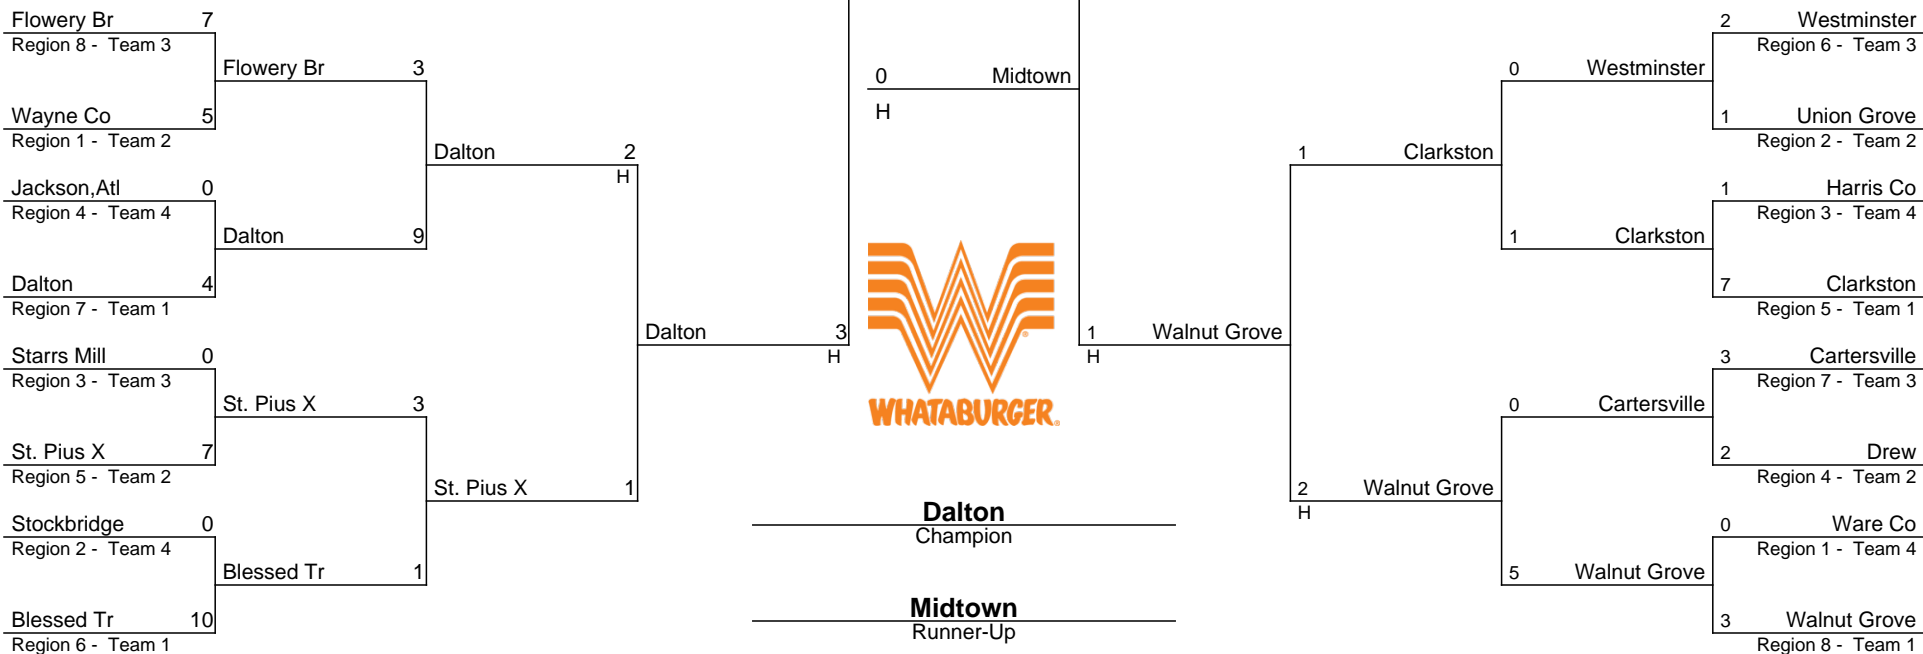 Flowery Br 7
Region 8 - Team 3
Flowery Br 3
Wayne Co 5
Region 1 - Team 2
Dalton 2
H
Jackson,Atl 0
Region 4 - Team 4
Dalton 9
Dalton 4
Region 7 - Team 1
Dalton 3
H
Starrs Mill 0
Region 3 - Team 3
St. Pius X 3
St. Pius X 7
Region 5 - Team 2
St. Pius X 1
Stockbridge 0
Region 2 - Team 4
Blessed Tr 1
Blessed Tr 10
Region 6 - Team 1
0 Midtown
H
WHATABURGER
Dalton
Champion
Midtown
Runner-Up
2 Westminster
Region 6 - Team 3
0 Westminster
1 Union Grove
Region 2 - Team 2
1 Clarkston
1 Harris Co
Region 3 - Team 4
1 Clarkston
7 Clarkston
Region 5 - Team 1
1 Walnut Grove
H
3 Cartersville
Region 7 - Team 3
0 Cartersville
2 Drew
Region 4 - Team 2
2 Walnut Grove
H
0 Ware Co
Region 1 - Team 4
5 Walnut Grove
3 Walnut Grove
Region 8 - Team 1